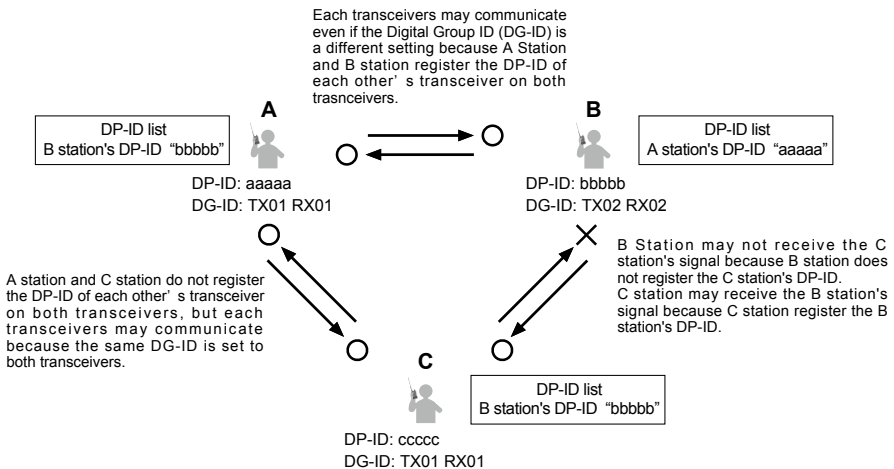 Each transceivers may communicate
even if the Digital Group ID (DG-ID) is
a different setting because A Station
and B station register the DP-ID of
each other’ s transceiver on both
trasnceivers.
A
B
DP-ID list
B station's DP-ID “bbbbb”
DP-ID list
A station's DP-ID “aaaaa”
DP-ID: aaaaa
DG-ID: TX01 RX01
DP-ID: bbbbb
DG-ID: TX02 RX02
A station and C station do not register
the DP-ID of each other’ s transceiver
on both transceivers, but each
transceivers may communicate
because the same DG-ID is set to
both transceivers.
B Station may not receive the C
station's signal because B station does
not register the C station's DP-ID.
C station may receive the B station's
signal because C station register the B
station's DP-ID.
C
DP-ID list
B station's DP-ID “bbbbb”
DP-ID: ccccc
DG-ID: TX01 RX01